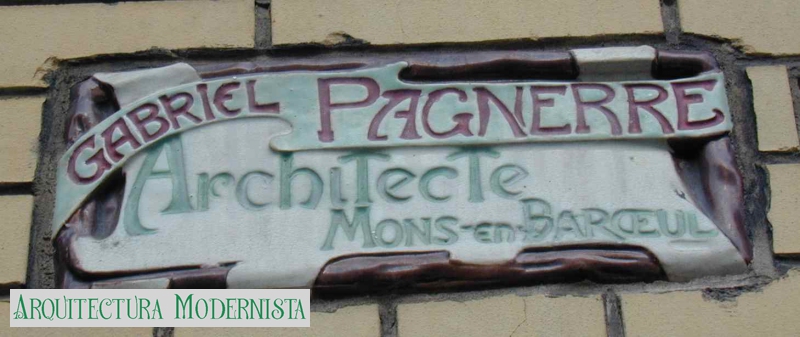 GABRIEL PAGNERRE
Architecte
MONS-en-BARŒUL
ARQUITECTURA MODERNISTA